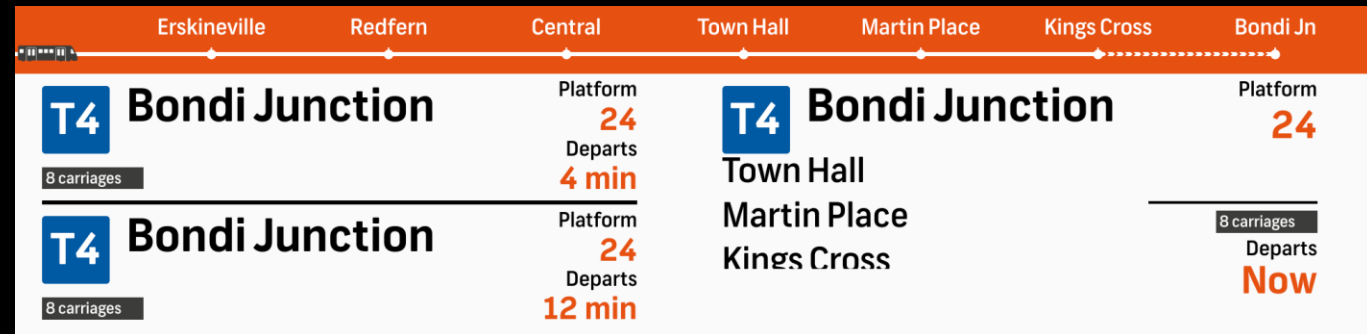 Erskineville Redfern Central Town Hall Martin Place Kings Cross Bondi Jn
T4 Bondi Junction
Platform
24
Departs
4 min
8 carriages
T4 Bondi Junction
Platform
24
Departs
12 min
8 carriages
T4 Bondi Junction
Platform
24
Town Hall
Martin Place
Kings Cross
8 carriages
Departs
Now